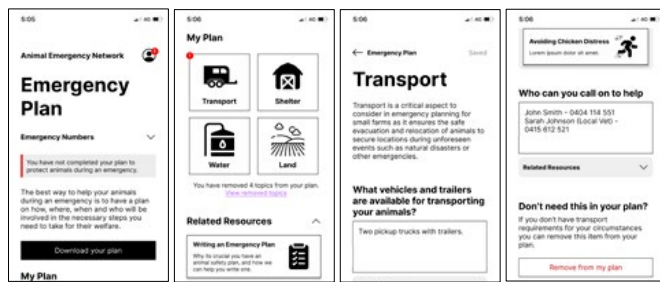 5:05
4G
Animal Emergency Network
Emergency
Plan
Emergency Numbers
You have not completed your plan to
protect animals during an emergency.
The best way to help your animals
during an emergency is to have a plan
on how, where, when and who will be
involved in the necessary steps you
need to take for their welfare.
Download your plan
My Plan
5:06
4G
My Plan
Transport
Shelter
Water
Land
You have removed 4 topics from your plan.
View removed topics
Related Resources
Writing an Emergency Plan
Why its crucial you have an
animal safety plan, and how we
can help you write one.
5:06
4G
Emergency Plan
Saved
Transport
Transport is a critical aspect to
consider in emergency planning for
small farms as it ensures the safe
evacuation and relocation of animals to
secure locations during unforeseen
events such as natural disasters or
other emergencies.
What vehicles and trailers
are available for transporting
your animals?
Two pickup trucks with trailers.
5:06
4G
Avoiding Chicken Distress
Lorem ipsum dolor sit amet.
Who can you call on to help
John Smith - 0404 114 551
Sarah Johnson (Local Vet) -
0415 612 521
Related Resources
Don't need this in your plan?
If you don't have transport
requirements for your circumstances
you can remove this item from your
plan.
Remove from my plan